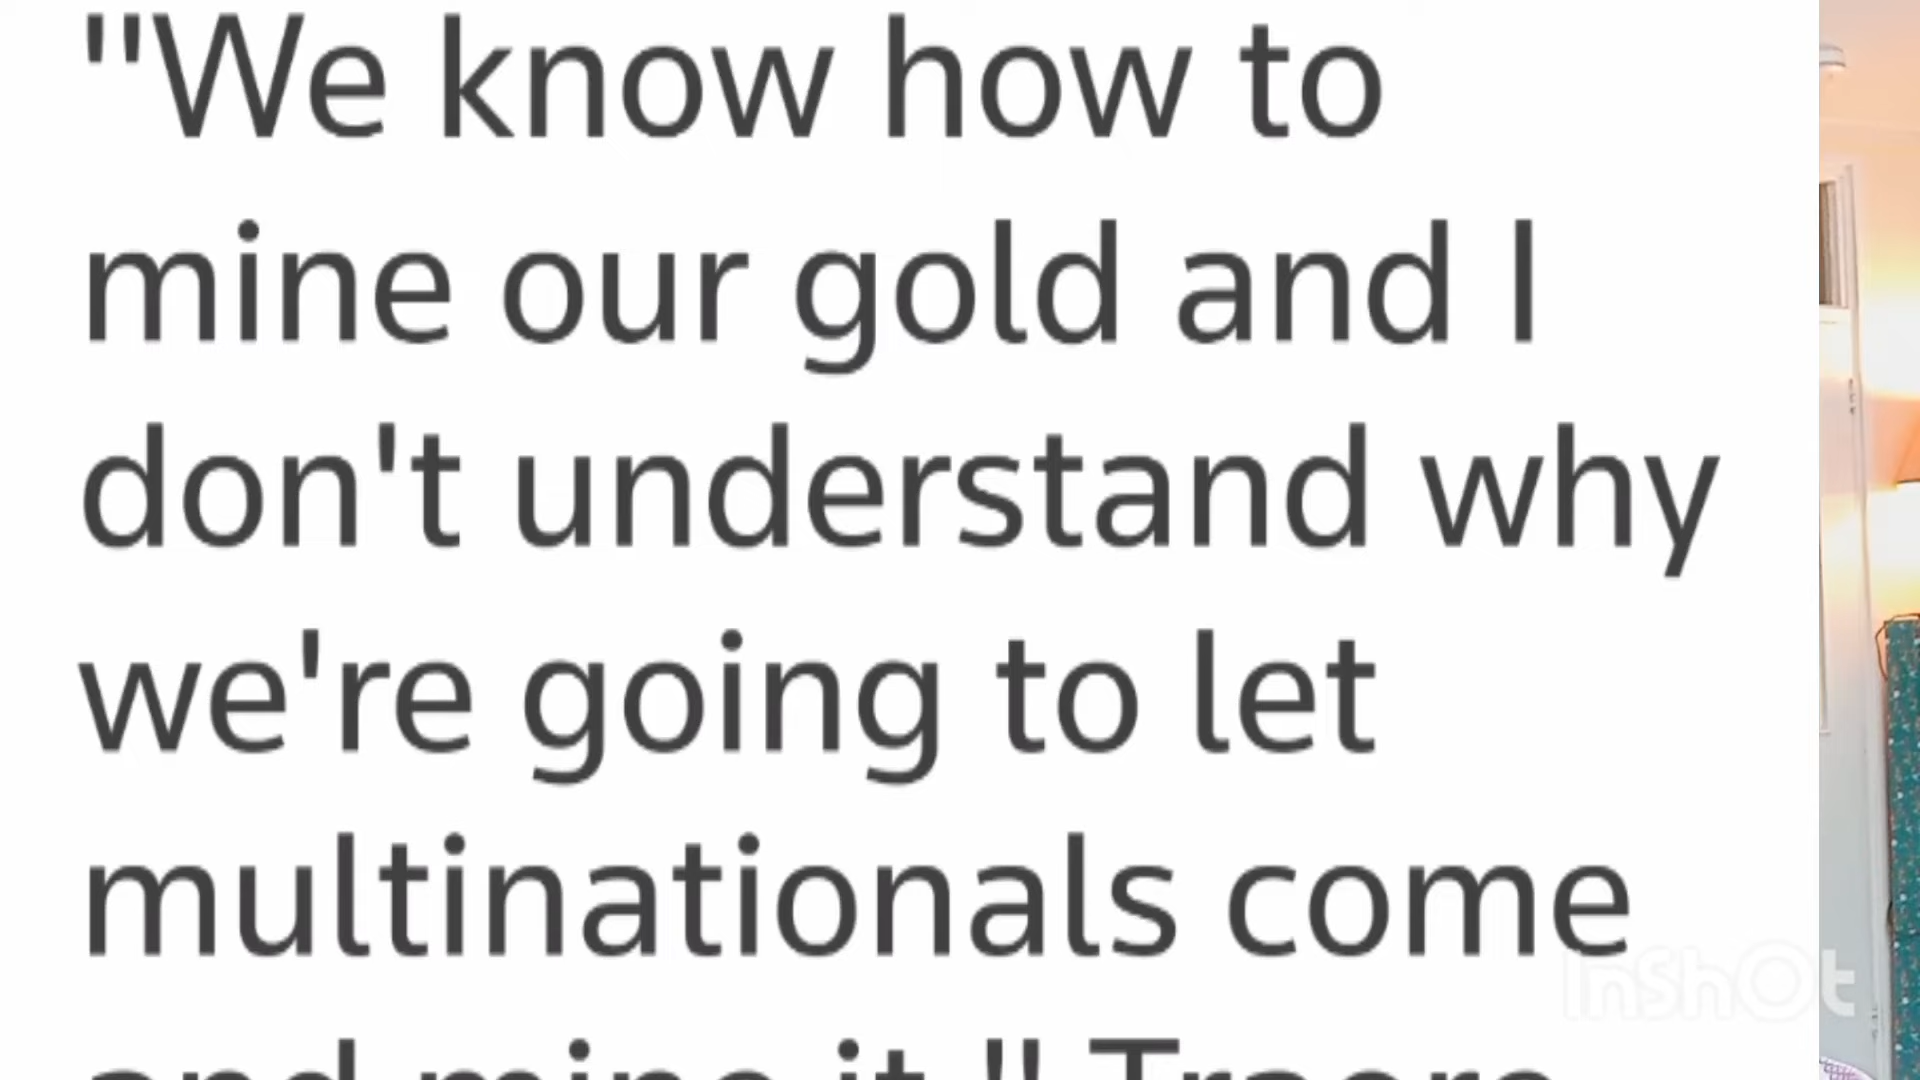 "We know how to
mine our gold and I
don't understand why
we're going to let
multinationals come
and mine it," Traore
InShOt